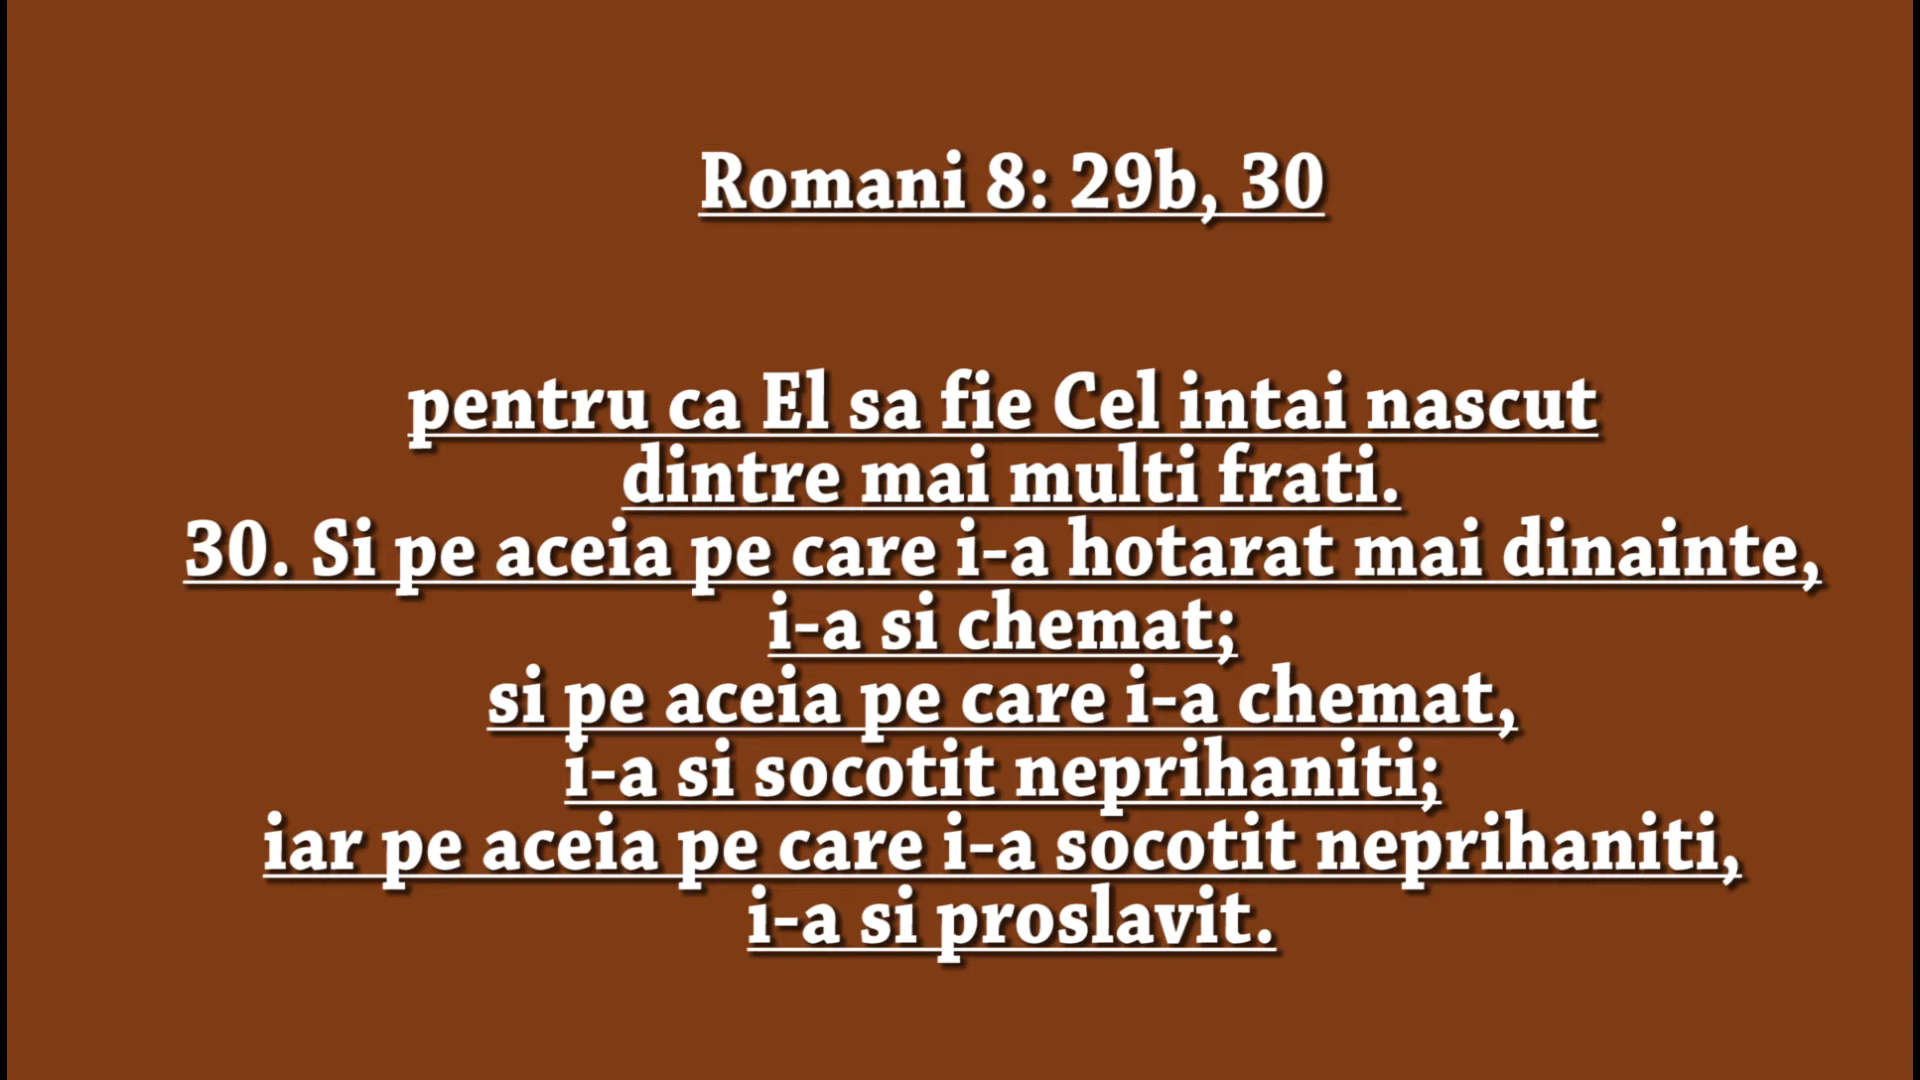 Romani 8: 29b, 30
pentru ca El sa fie Cel intai nascut
dintre mai multi frati.
30. Si pe aceia pe care i-a hotarat mai dinainte,
i-a si chemat;
si pe aceia pe care i-a chemat,
i-a si socotit neprihaniti;
iar pe aceia pe care i-a socotit neprihaniti,
i-a si proslavit.